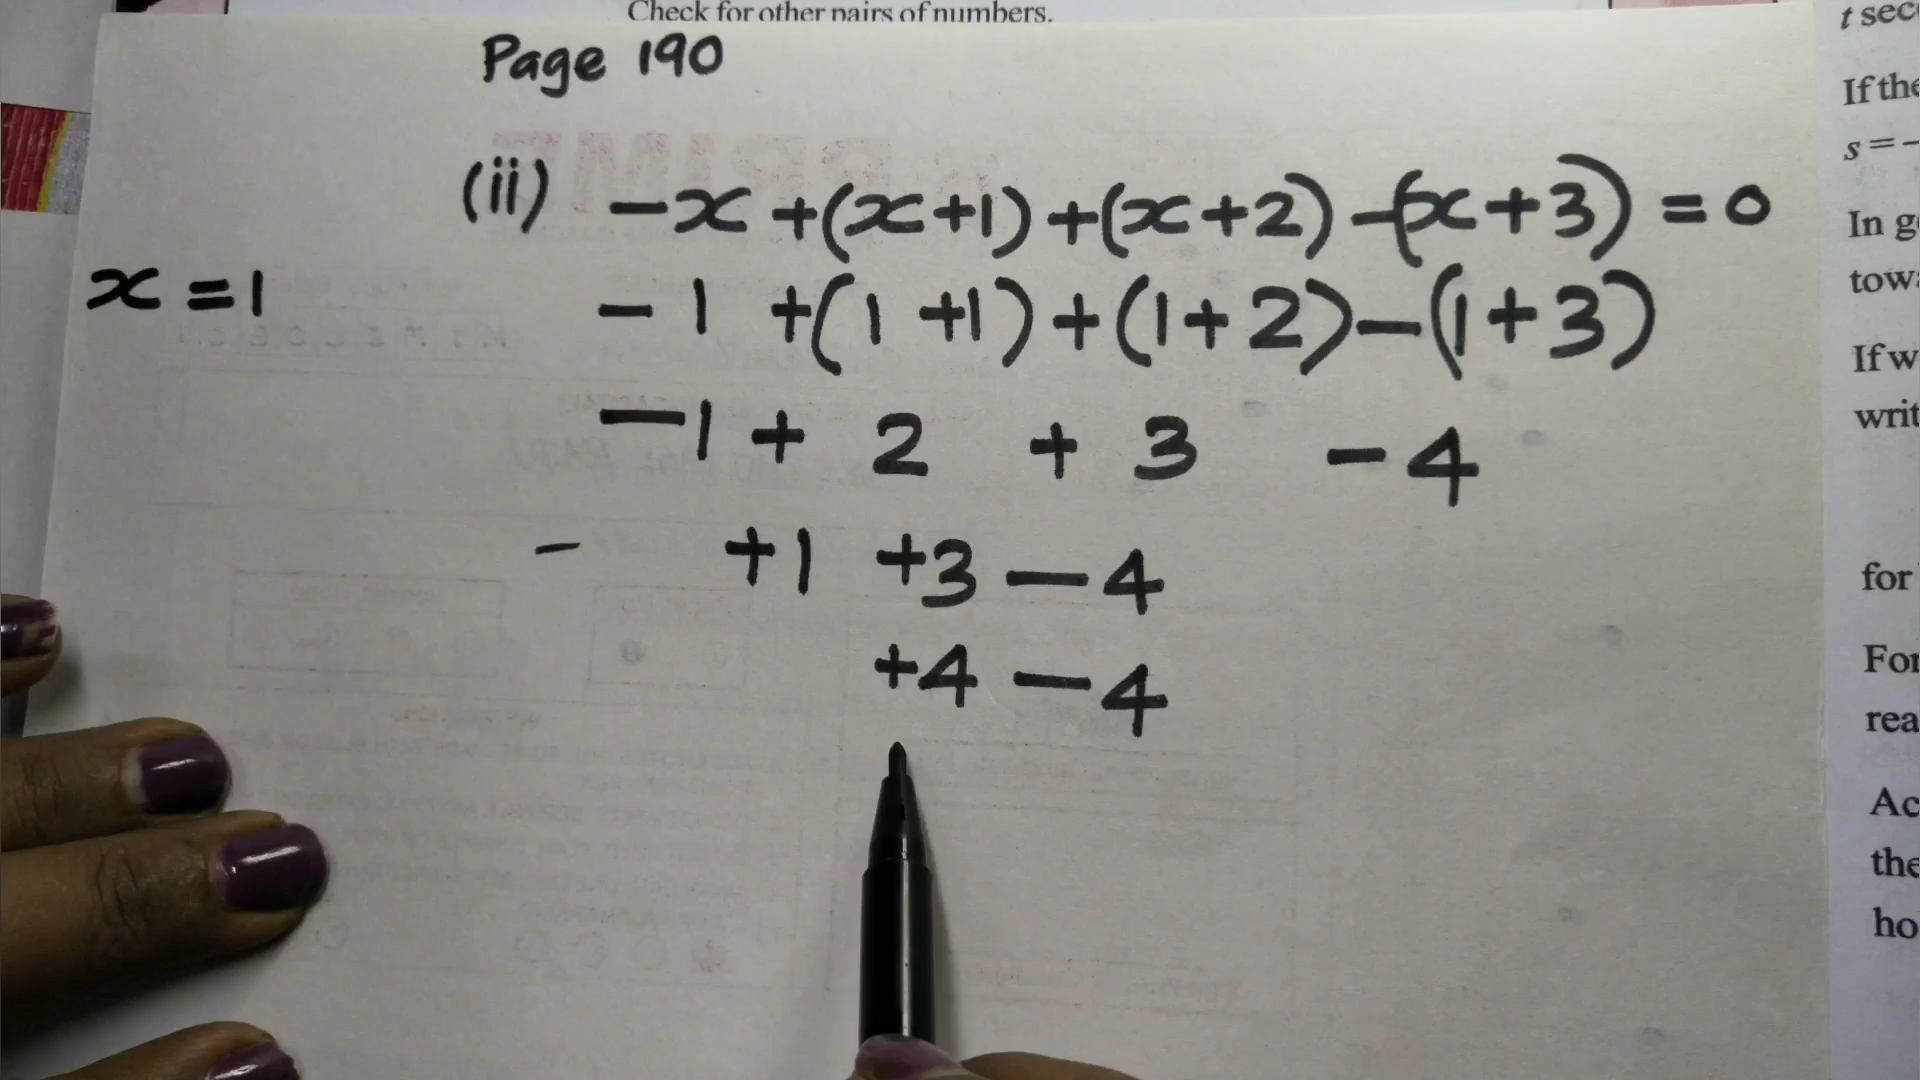 Check for other pairs of numbers.
Page 190
(ii) -x +(x+1) +(x+2) -(x+3) = 0
x = 1
-1 +(1+1) + (1+2) - (1+3)
-1 + 2 + 3 - 4
- +1 +3 - 4
+4 - 4
t sec
If the
s = -
In g
towa
If w
writ
for
For
rea
Ac
the
ho